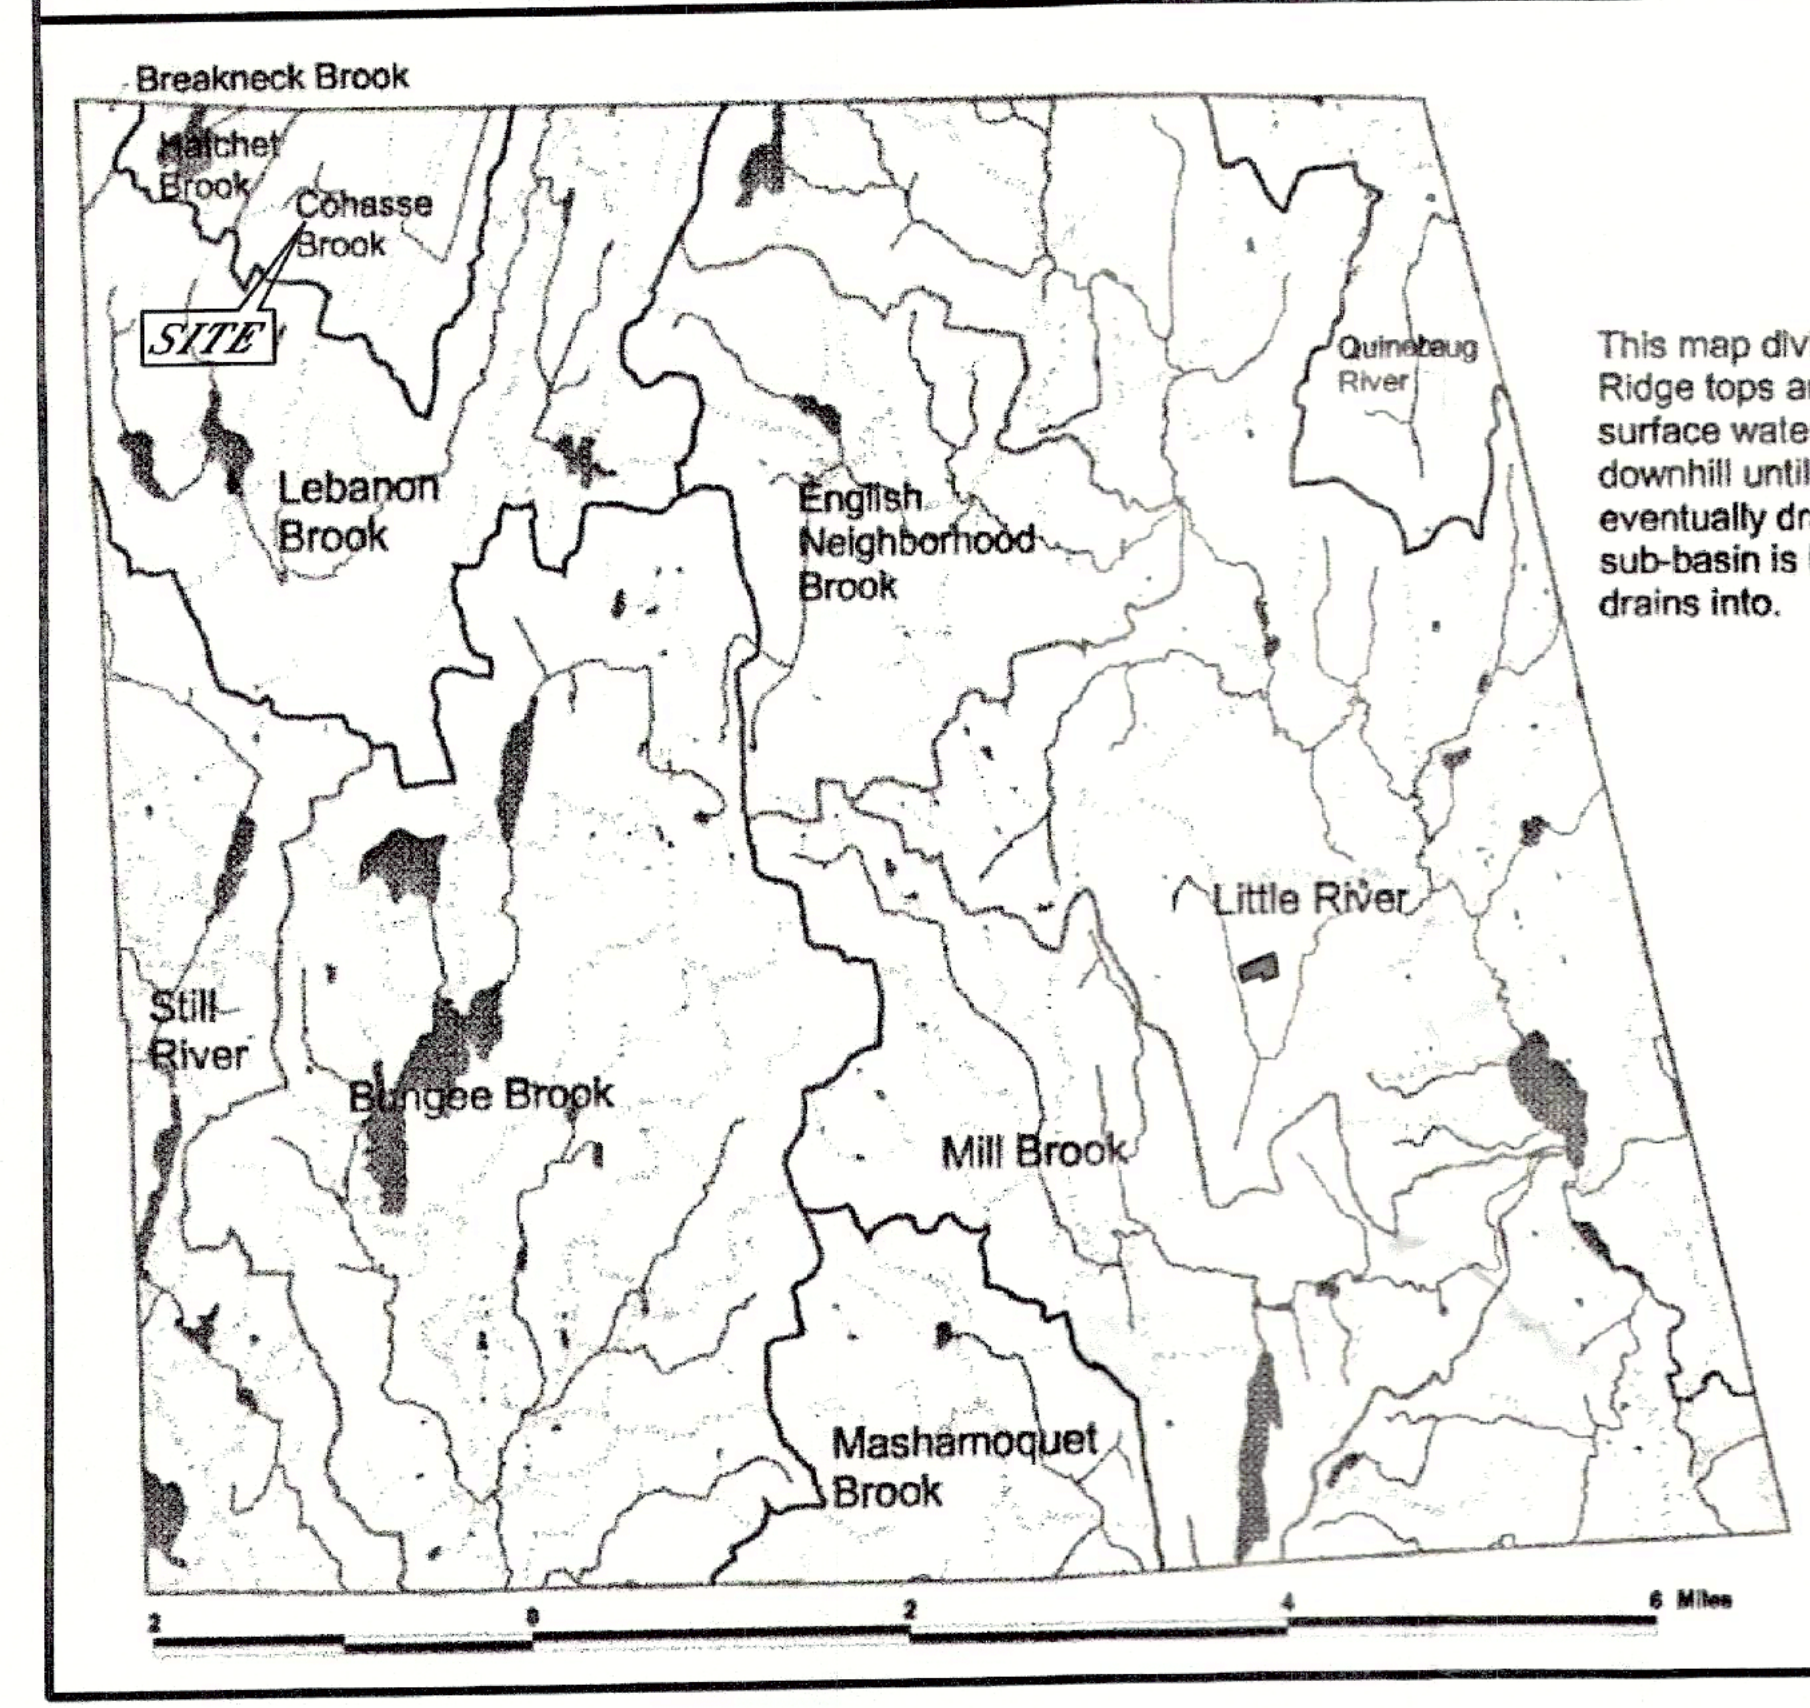 Breakneck Brook
Hatchet
Brook
Cohasse
Brook
SITE
Quinebaug
River
Lebanon
Brook
English
Neighborhood
Brook
This map div
Ridge tops a
surface wate
downhill until
eventually dr
sub-basin is
drains into.
Little River
Still
River
Bungee Brook
Mill Brook
Mashamoquet
Brook
2 0 2 4 6 Miles